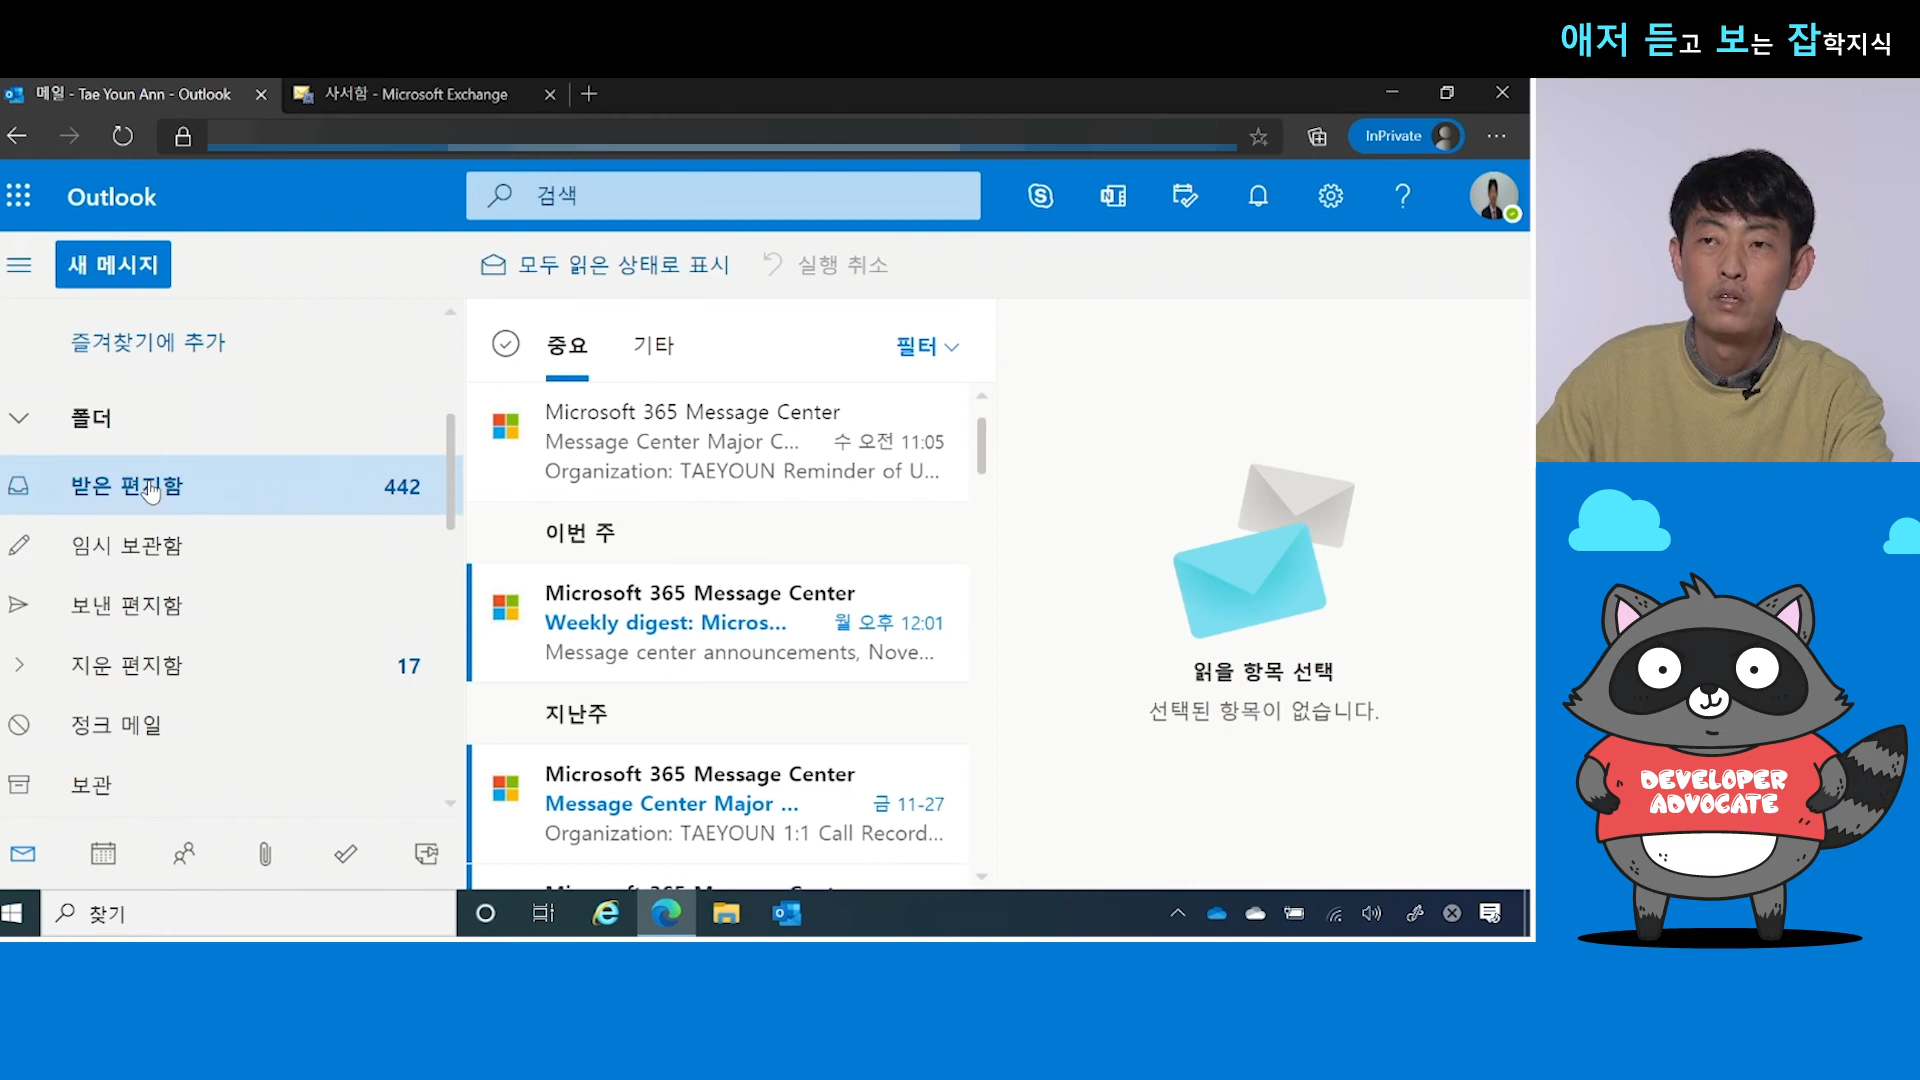 애저 듣고 보는 잡학지식
메일 - Tae Youn Ann - Outlook
사서함 - Microsoft Exchange
InPrivate
Outlook
검색
새 메시지
모두 읽은 상태로 표시
실행 취소
즐겨찾기에 추가
폴더
받은 편지함 442
임시 보관함
보낸 편지함
지운 편지함 17
정크 메일
보관
중요 기타 필터
Microsoft 365 Message Center
Message Center Major C... 수 오전 11:05
Organization: TAEYOUN Reminder of U...
이번 주
Microsoft 365 Message Center
Weekly digest: Micros... 월 오후 12:01
Message center announcements, Nove...
지난주
Microsoft 365 Message Center
Message Center Major ... 금 11-27
Organization: TAEYOUN 1:1 Call Record...
읽을 항목 선택
선택된 항목이 없습니다.
찾기
DEVELOPER
ADVOCATE